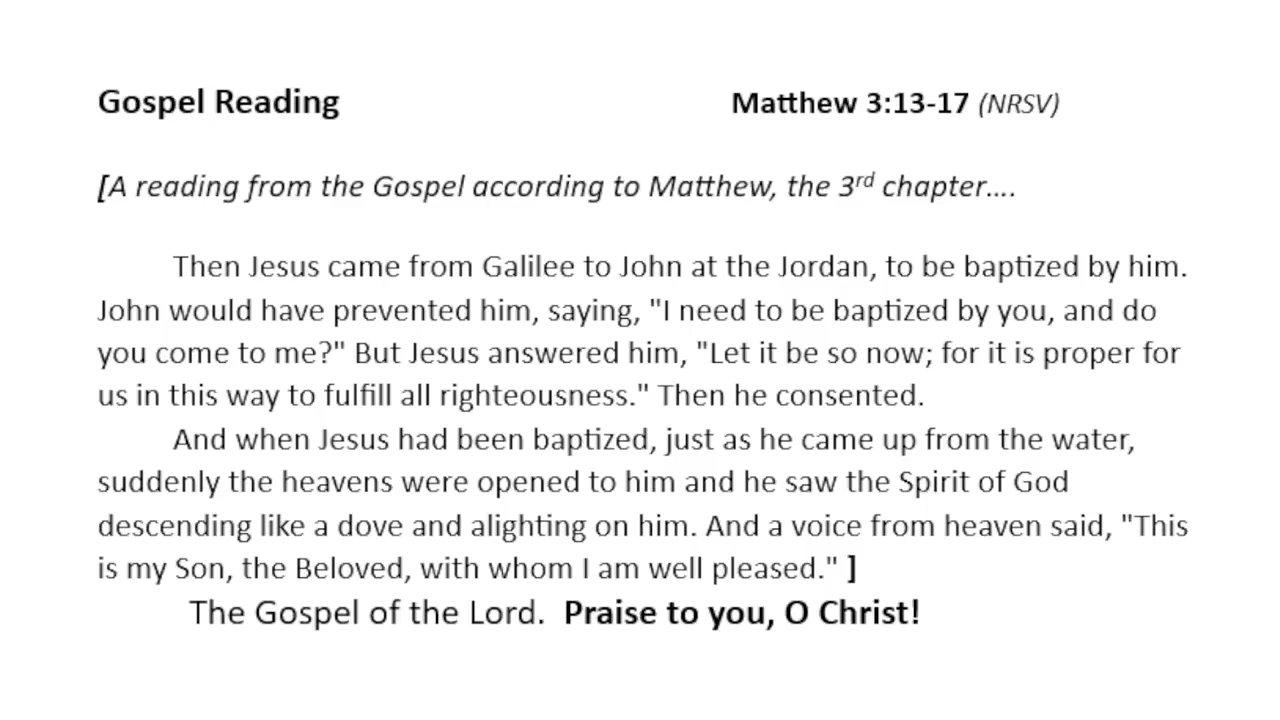 Gospel Reading Matthew 3:13-17 (NRSV)
[A reading from the Gospel according to Matthew, the 3rd chapter....
Then Jesus came from Galilee to John at the Jordan, to be baptized by him.
John would have prevented him, saying, "I need to be baptized by you, and do
you come to me?" But Jesus answered him, "Let it be so now; for it is proper for
us in this way to fulfill all righteousness." Then he consented.
And when Jesus had been baptized, just as he came up from the water,
suddenly the heavens were opened to him and he saw the Spirit of God
descending like a dove and alighting on him. And a voice from heaven said, "This
is my Son, the Beloved, with whom I am well pleased." ]
The Gospel of the Lord. Praise to you, O Christ!